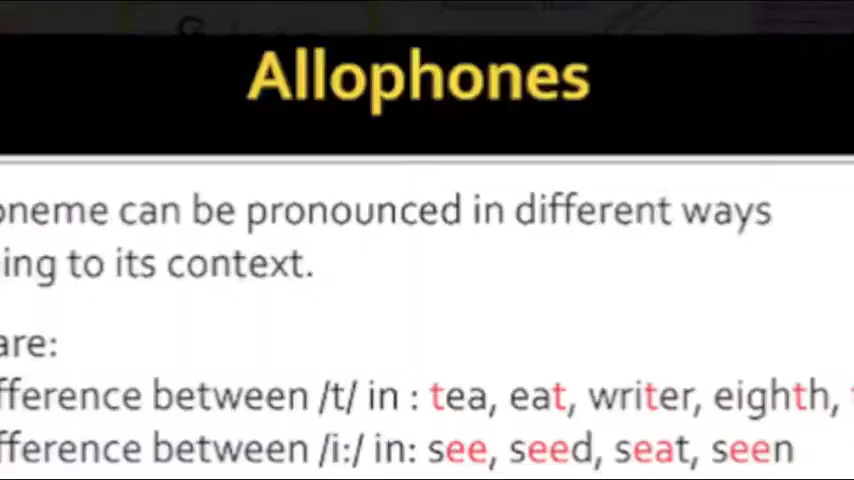 Allophones
oneme can be pronounced in different ways
ing to its context.
are:
fference between /t/ in : tea, eat, writer, eighth,
fference between /i:/ in: see, seed, seat, seen